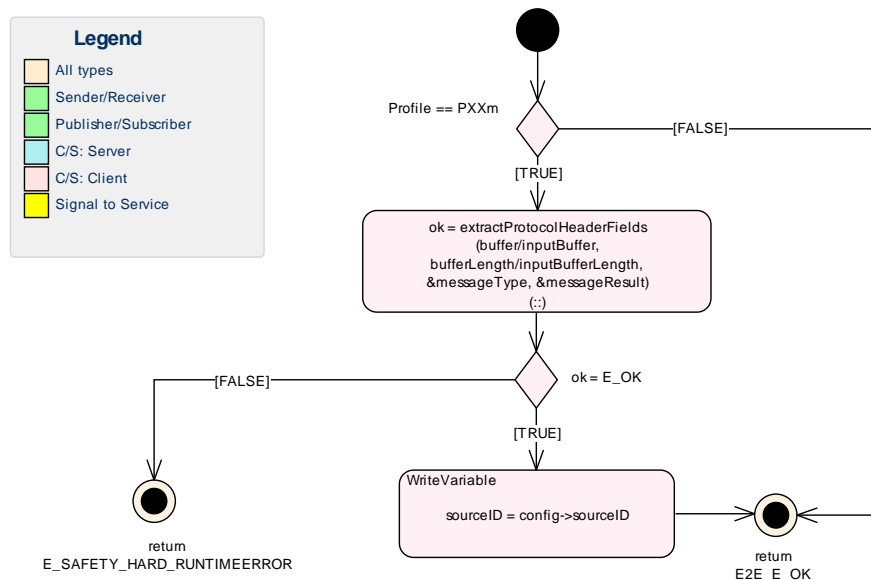 Legend
All types
Sender/Receiver
Publisher/Subscriber
C/S: Server
C/S: Client
Signal to Service
Profile == PXXm
[FALSE]
[TRUE]
ok = extractProtocolHeaderFields
(buffer/inputBuffer,
bufferLength/inputBufferLength,
&messageType, &messageResult)
(::)
[FALSE]
ok = E_OK
[TRUE]
WriteVariable
sourceID = config->sourceID
return
E_SAFETY_HARD_RUNTIMEERROR
return
E2E_E_OK